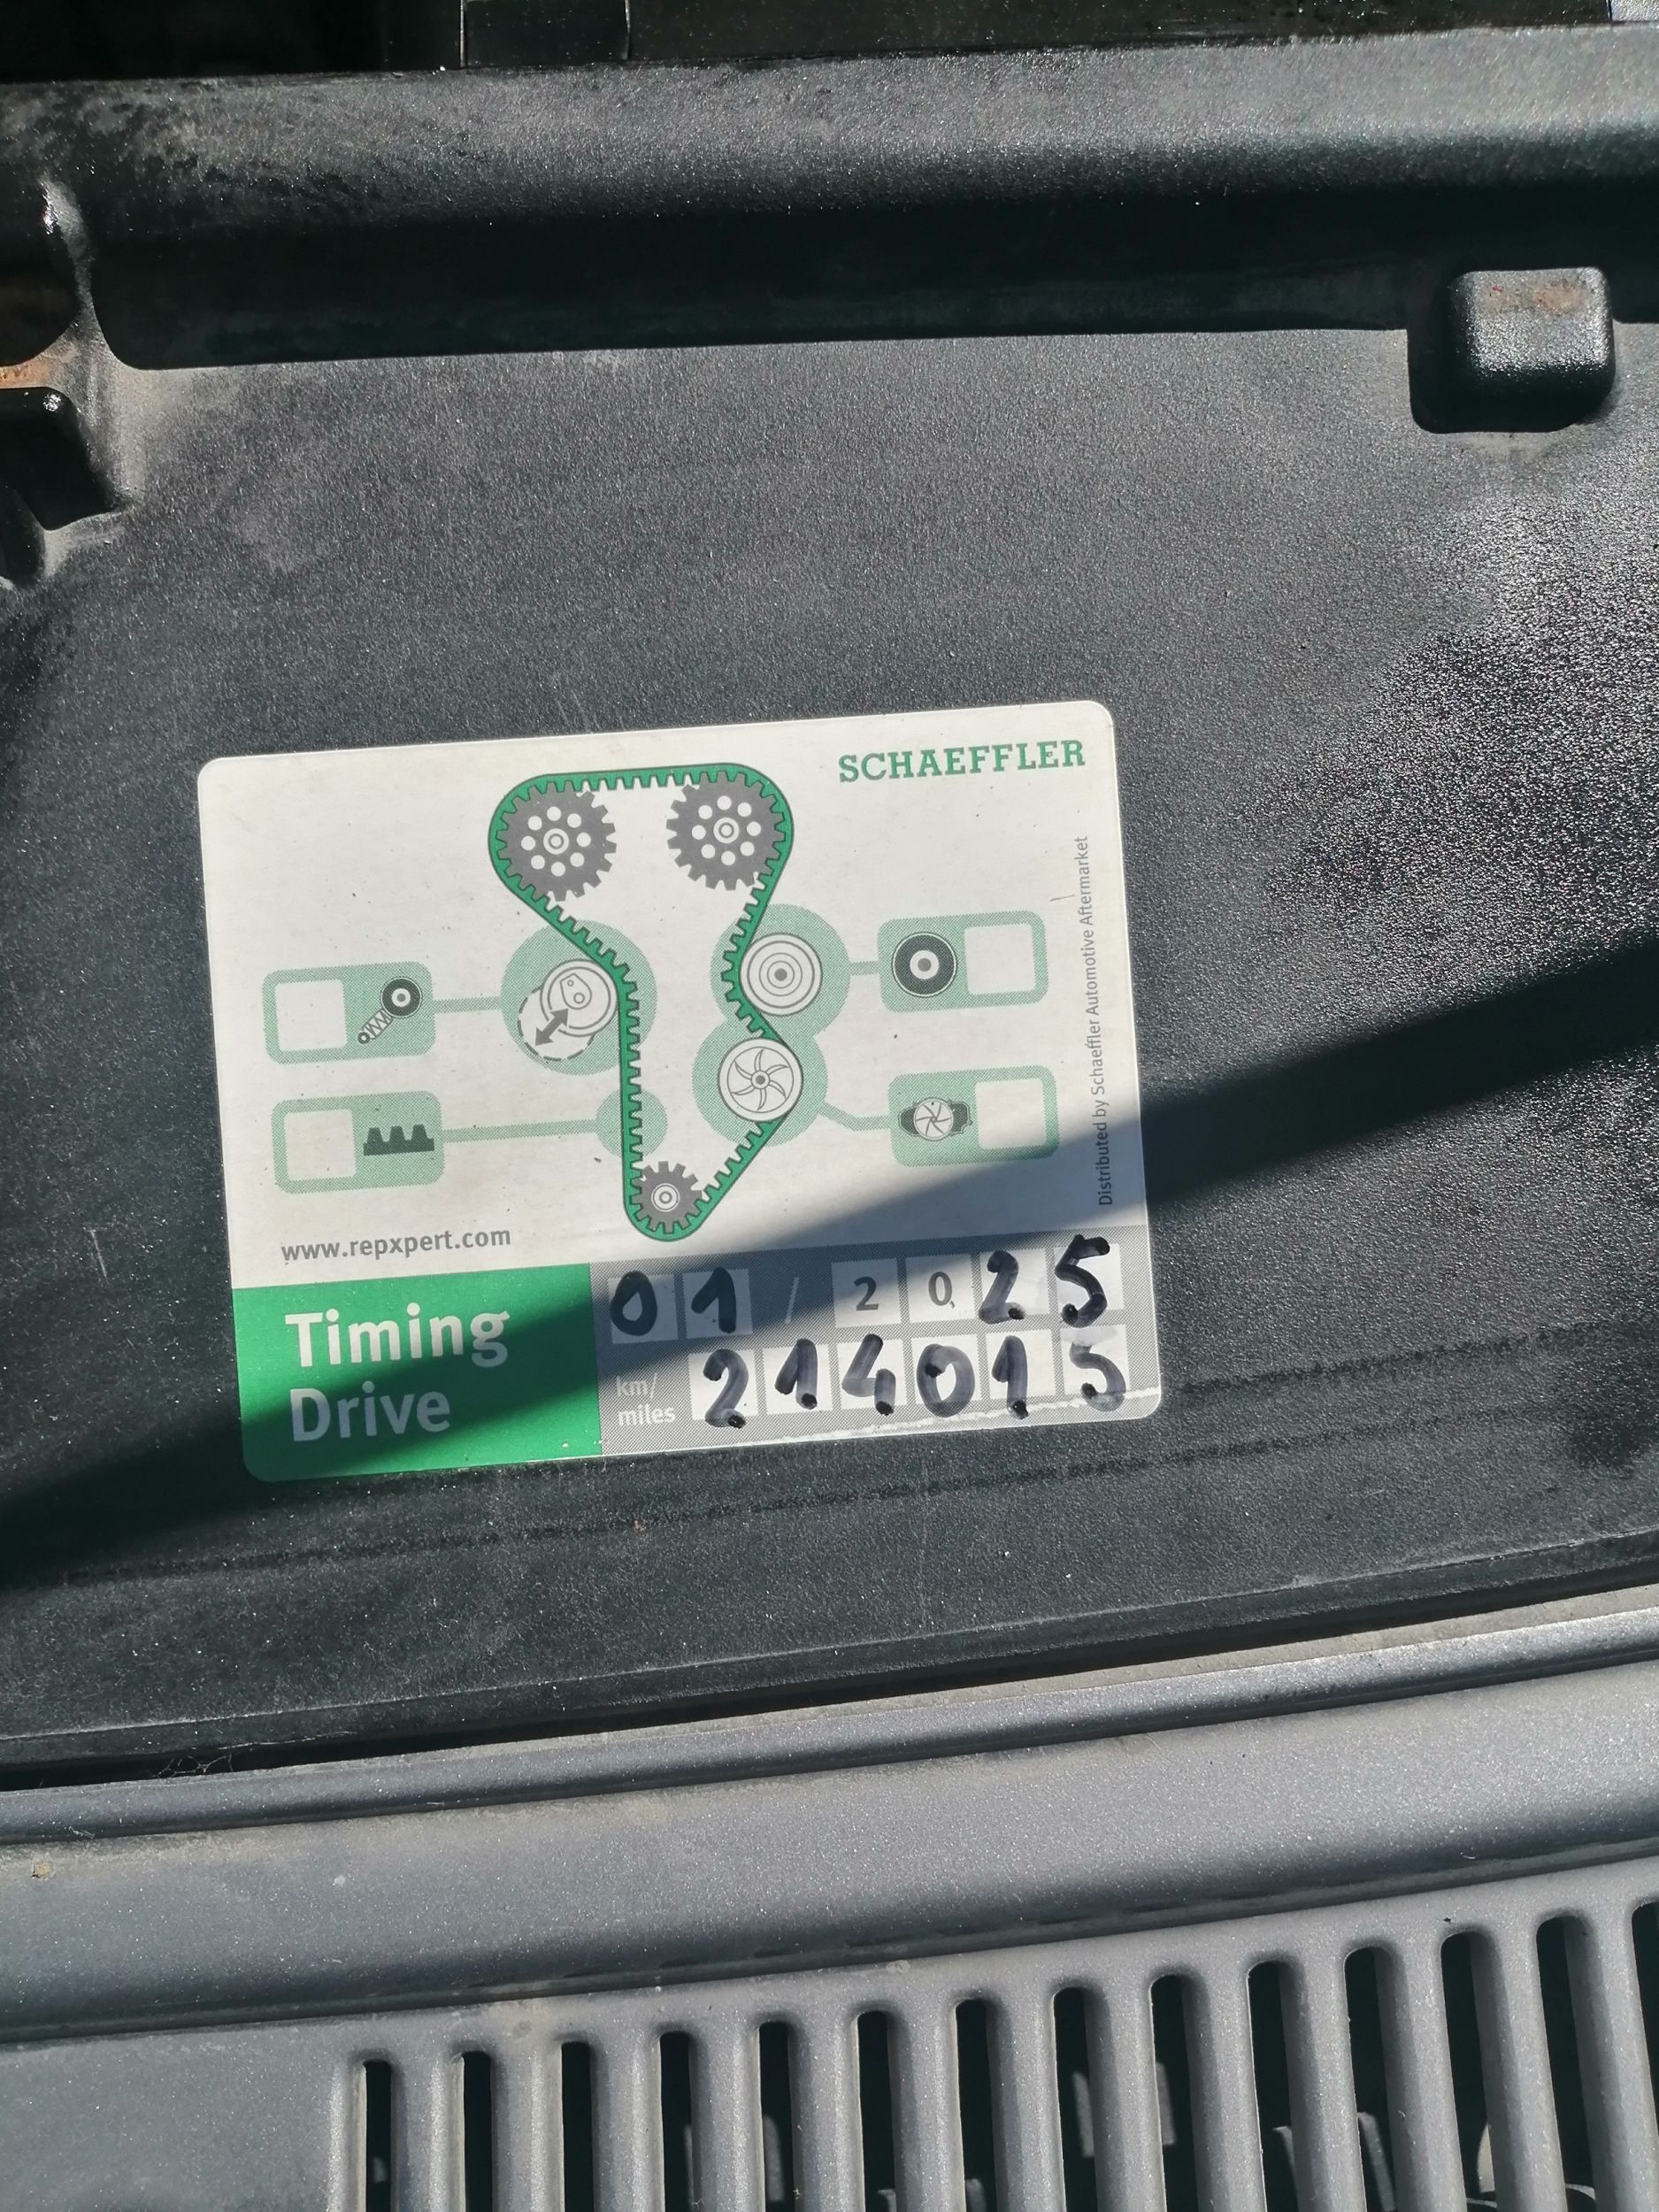 SCHAEFFLER
Distributed by Schaeffler Automotive Aftermarket
www.repxpert.com
Timing
Drive
01 / 2025
km/
miles
214015